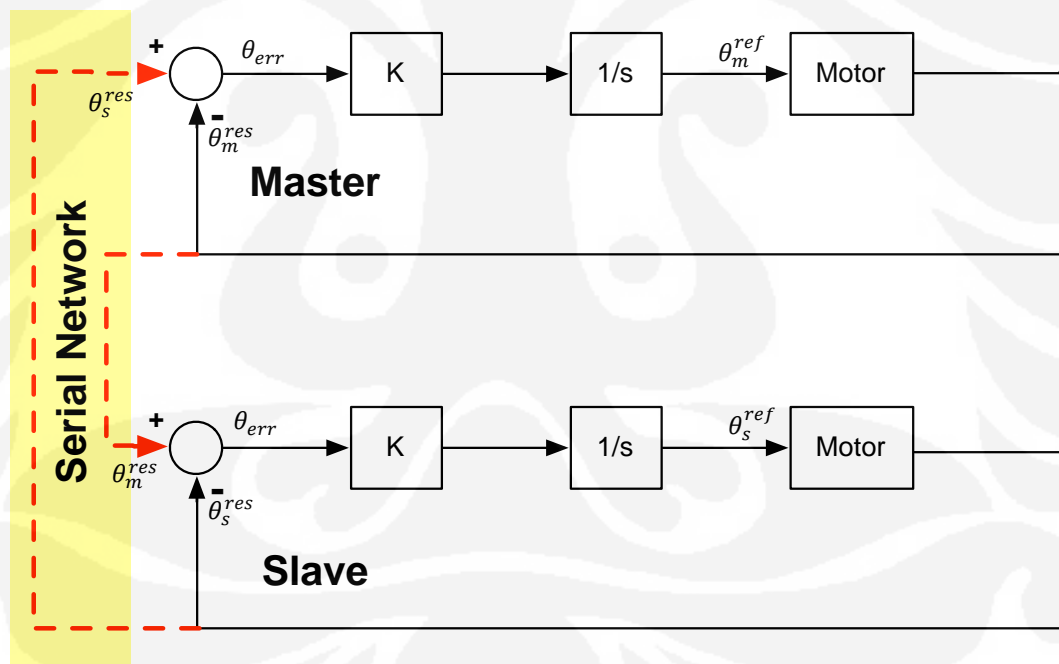 +
θ_err
K
1/s
θ_m^ref
Motor
θ_s^res
-
θ_m^res
Master
Serial Network
+
θ_err
K
1/s
θ_s^ref
Motor
θ_m^res
-
θ_s^res
Slave